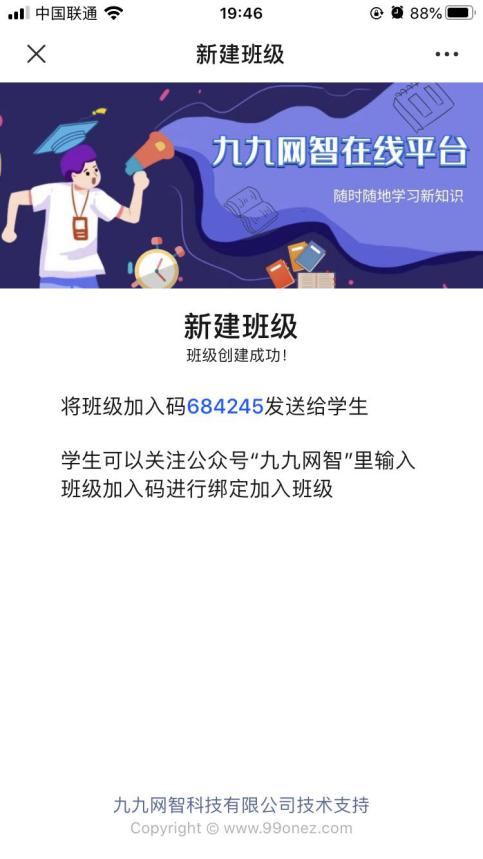 中国联通
19:46
88%
新建班级
九九网智在线平台
随时随地学习新知识
新建班级
班级创建成功！
将班级加入码684245发送给学生
学生可以关注公众号“九九网智”里输入
班级加入码进行绑定加入班级
九九网智科技有限公司技术支持
Copyright © www.99onez.com